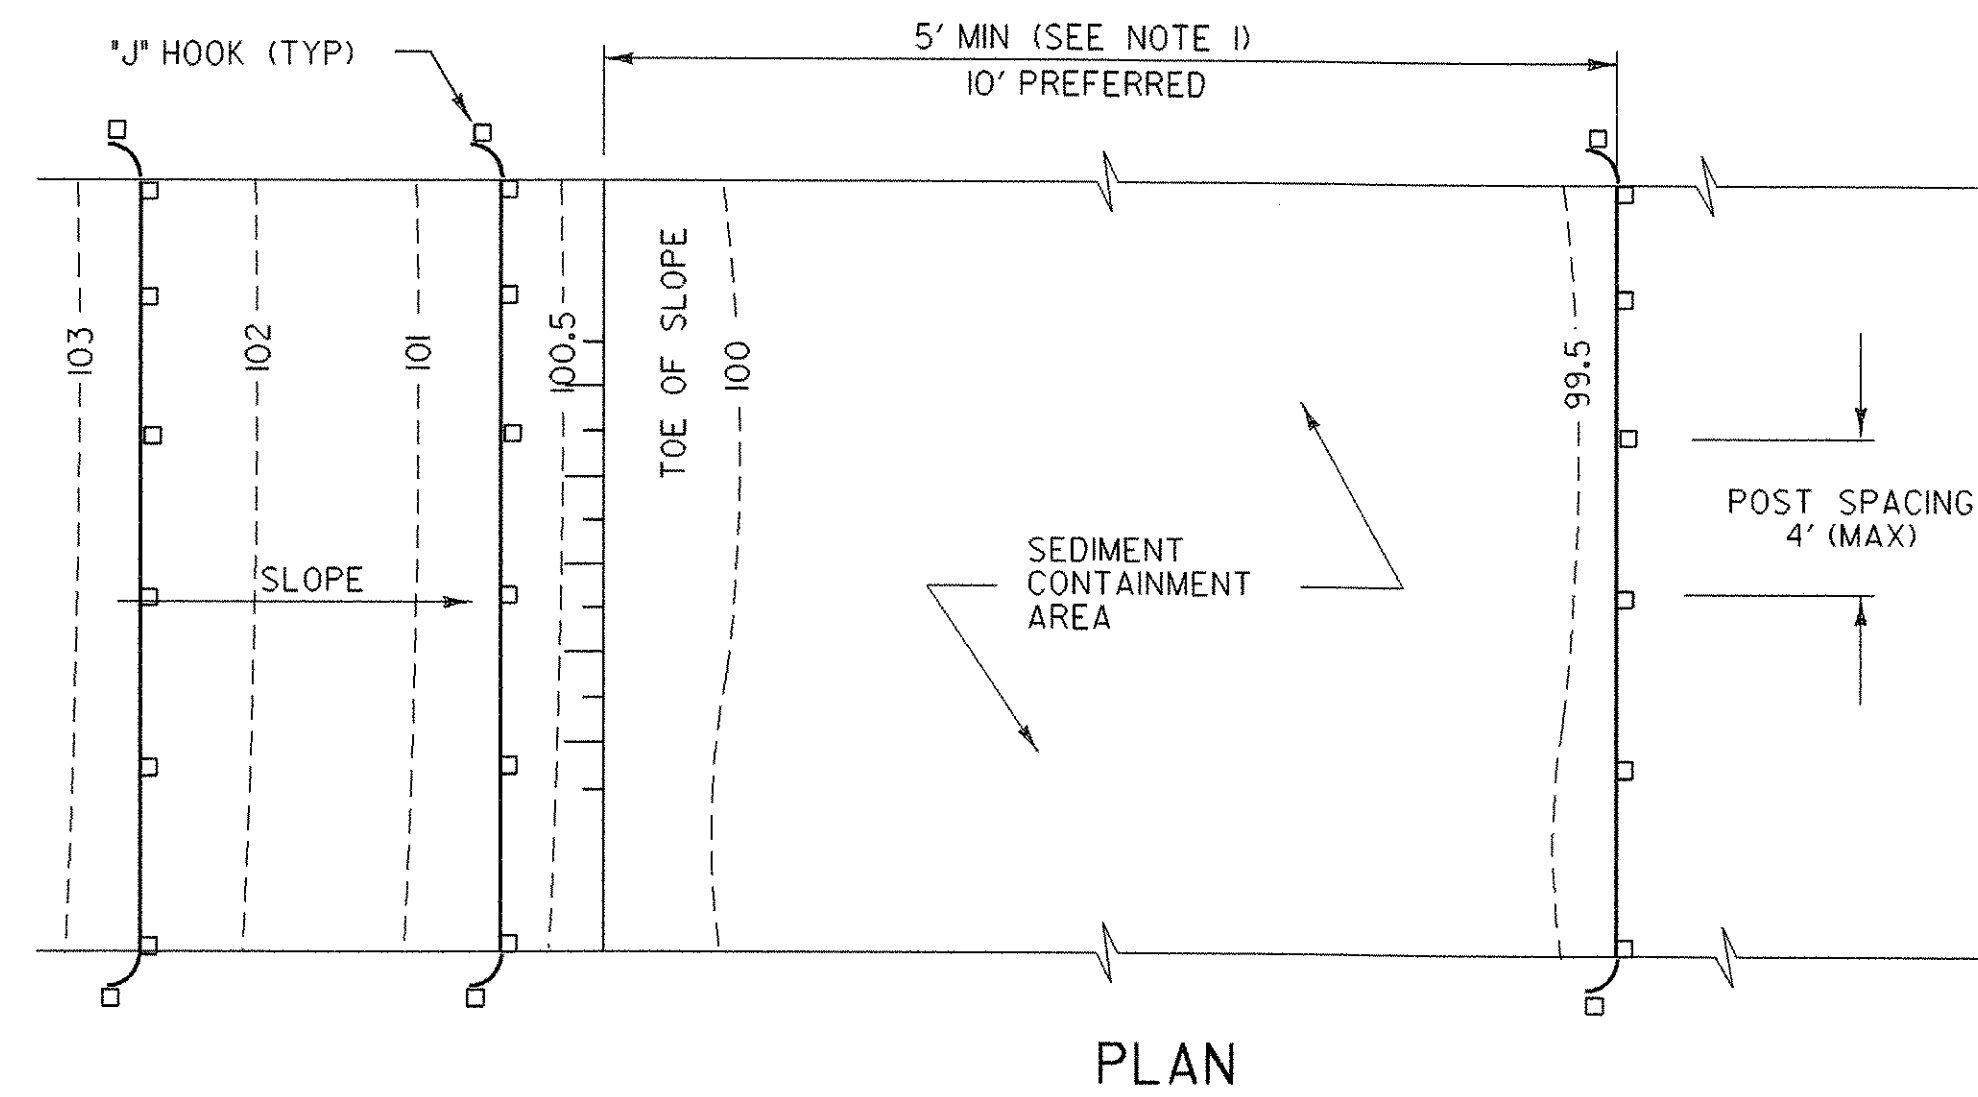 5' MIN (SEE NOTE 1)
10' PREFERRED
"J" HOOK (TYP)
103
102
101
100.5
TOE OF SLOPE
100
99.5
SLOPE
SEDIMENT
CONTAINMENT
AREA
POST SPACING
4' (MAX)
PLAN